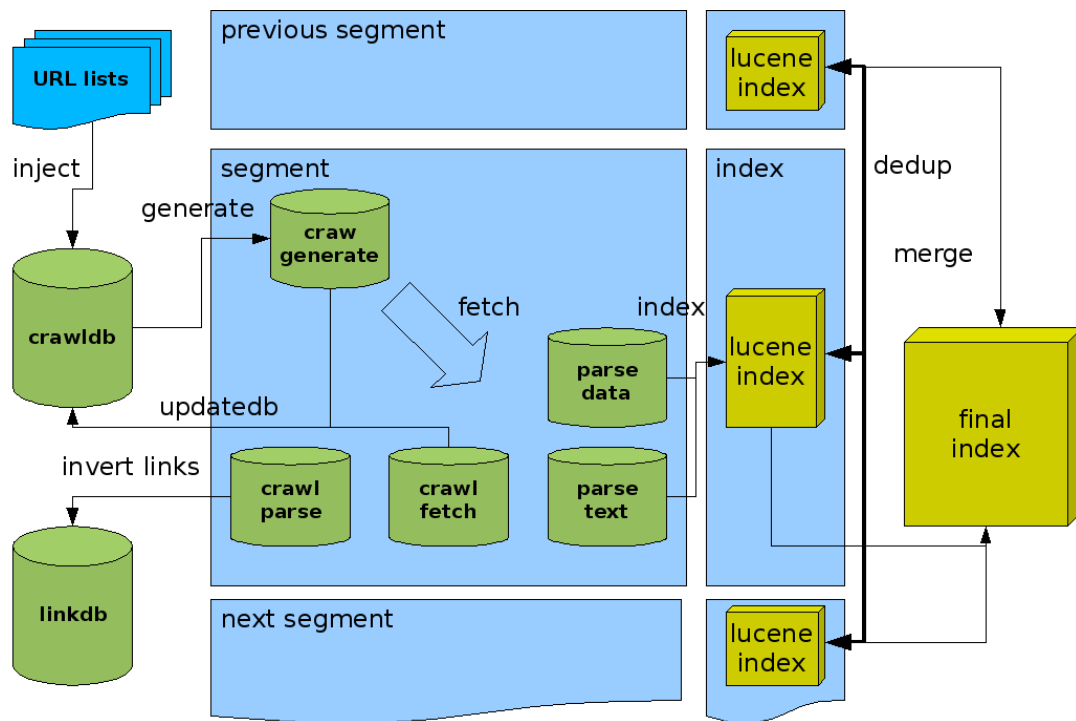 previous segment
lucene
index
URL lists
inject
dedup
segment
index
generate
craw
generate
merge
fetch
index
crawldb
lucene
index
parse
data
updatedb
final
index
invert links
crawl
parse
crawl
fetch
parse
text
linkdb
next segment
lucene
index